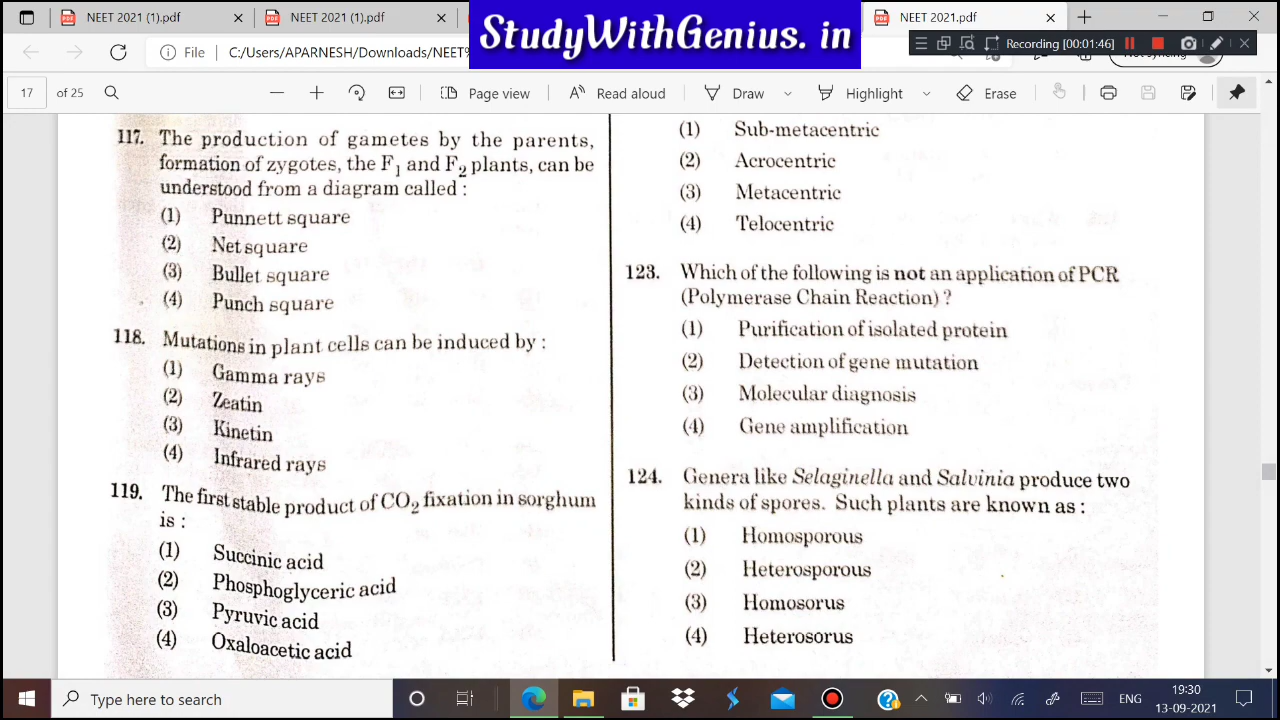 NEET 2021 (1).pdf
NEET 2021 (1).pdf
StudyWithGenius. in
NEET 2021.pdf
Recording [00:01:46]
File
C:/Users/APARNESH/Downloads/NEET%
17 of 25
Page view
Read aloud
Draw
Highlight
Erase
117. The production of gametes by the parents,
formation of zygotes, the F1 and F2 plants, can be
understood from a diagram called :
(1) Punnett square
(2) Net square
(3) Bullet square
(4) Punch square
118. Mutations in plant cells can be induced by :
(1) Gamma rays
(2) Zeatin
(3) Kinetin
(4) Infrared rays
119. The first stable product of CO2 fixation in sorghum
is :
(1) Succinic acid
(2) Phosphoglyceric acid
(3) Pyruvic acid
(4) Oxaloacetic acid
(1) Sub-metacentric
(2) Acrocentric
(3) Metacentric
(4) Telocentric
123. Which of the following is not an application of PCR
(Polymerase Chain Reaction) ?
(1) Purification of isolated protein
(2) Detection of gene mutation
(3) Molecular diagnosis
(4) Gene amplification
124. Genera like Selaginella and Salvinia produce two
kinds of spores. Such plants are known as :
(1) Homosporous
(2) Heterosporous
(3) Homosorus
(4) Heterosorus
Type here to search
ENG
19:30
13-09-2021